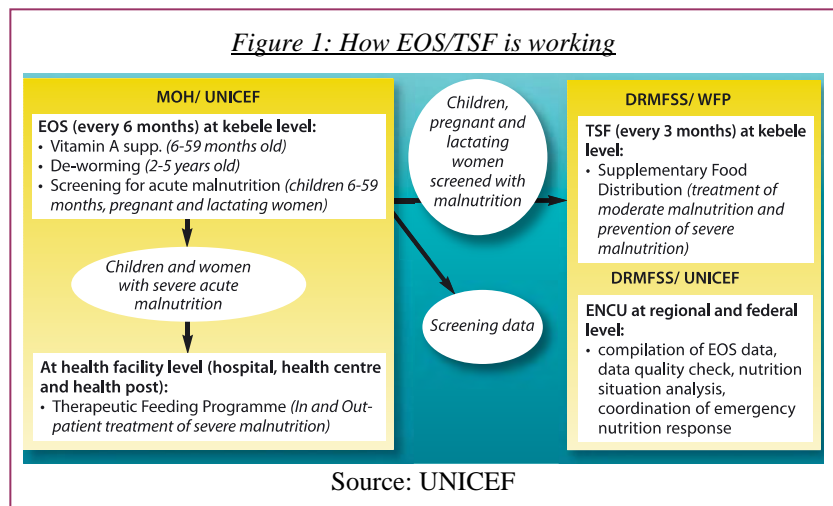 Figure 1: How EOS/TSF is working
MOH/ UNICEF
EOS (every 6 months) at kebele level:
• Vitamin A supp. (6-59 months old)
• De-worming (2-5 years old)
• Screening for acute malnutrition (children 6-59
months, pregnant and lactating women)
Children and women
with severe acute
malnutrition
At health facility level (hospital, health centre
and health post):
• Therapeutic Feeding Programme (In and Out-
patient treatment of severe malnutrition)
Children,
pregnant and
lactating
women
screened with
malnutrition
Screening data
DRMFSS/ WFP
TSF (every 3 months) at kebele
level:
• Supplementary Food
Distribution (treatment of
moderate malnutrition and
prevention of severe
malnutrition)
DRMFSS/ UNICEF
ENCU at regional and federal
level:
• compilation of EOS data,
data quality check, nutrition
situation analysis,
coordination of emergency
nutrition response
Source: UNICEF